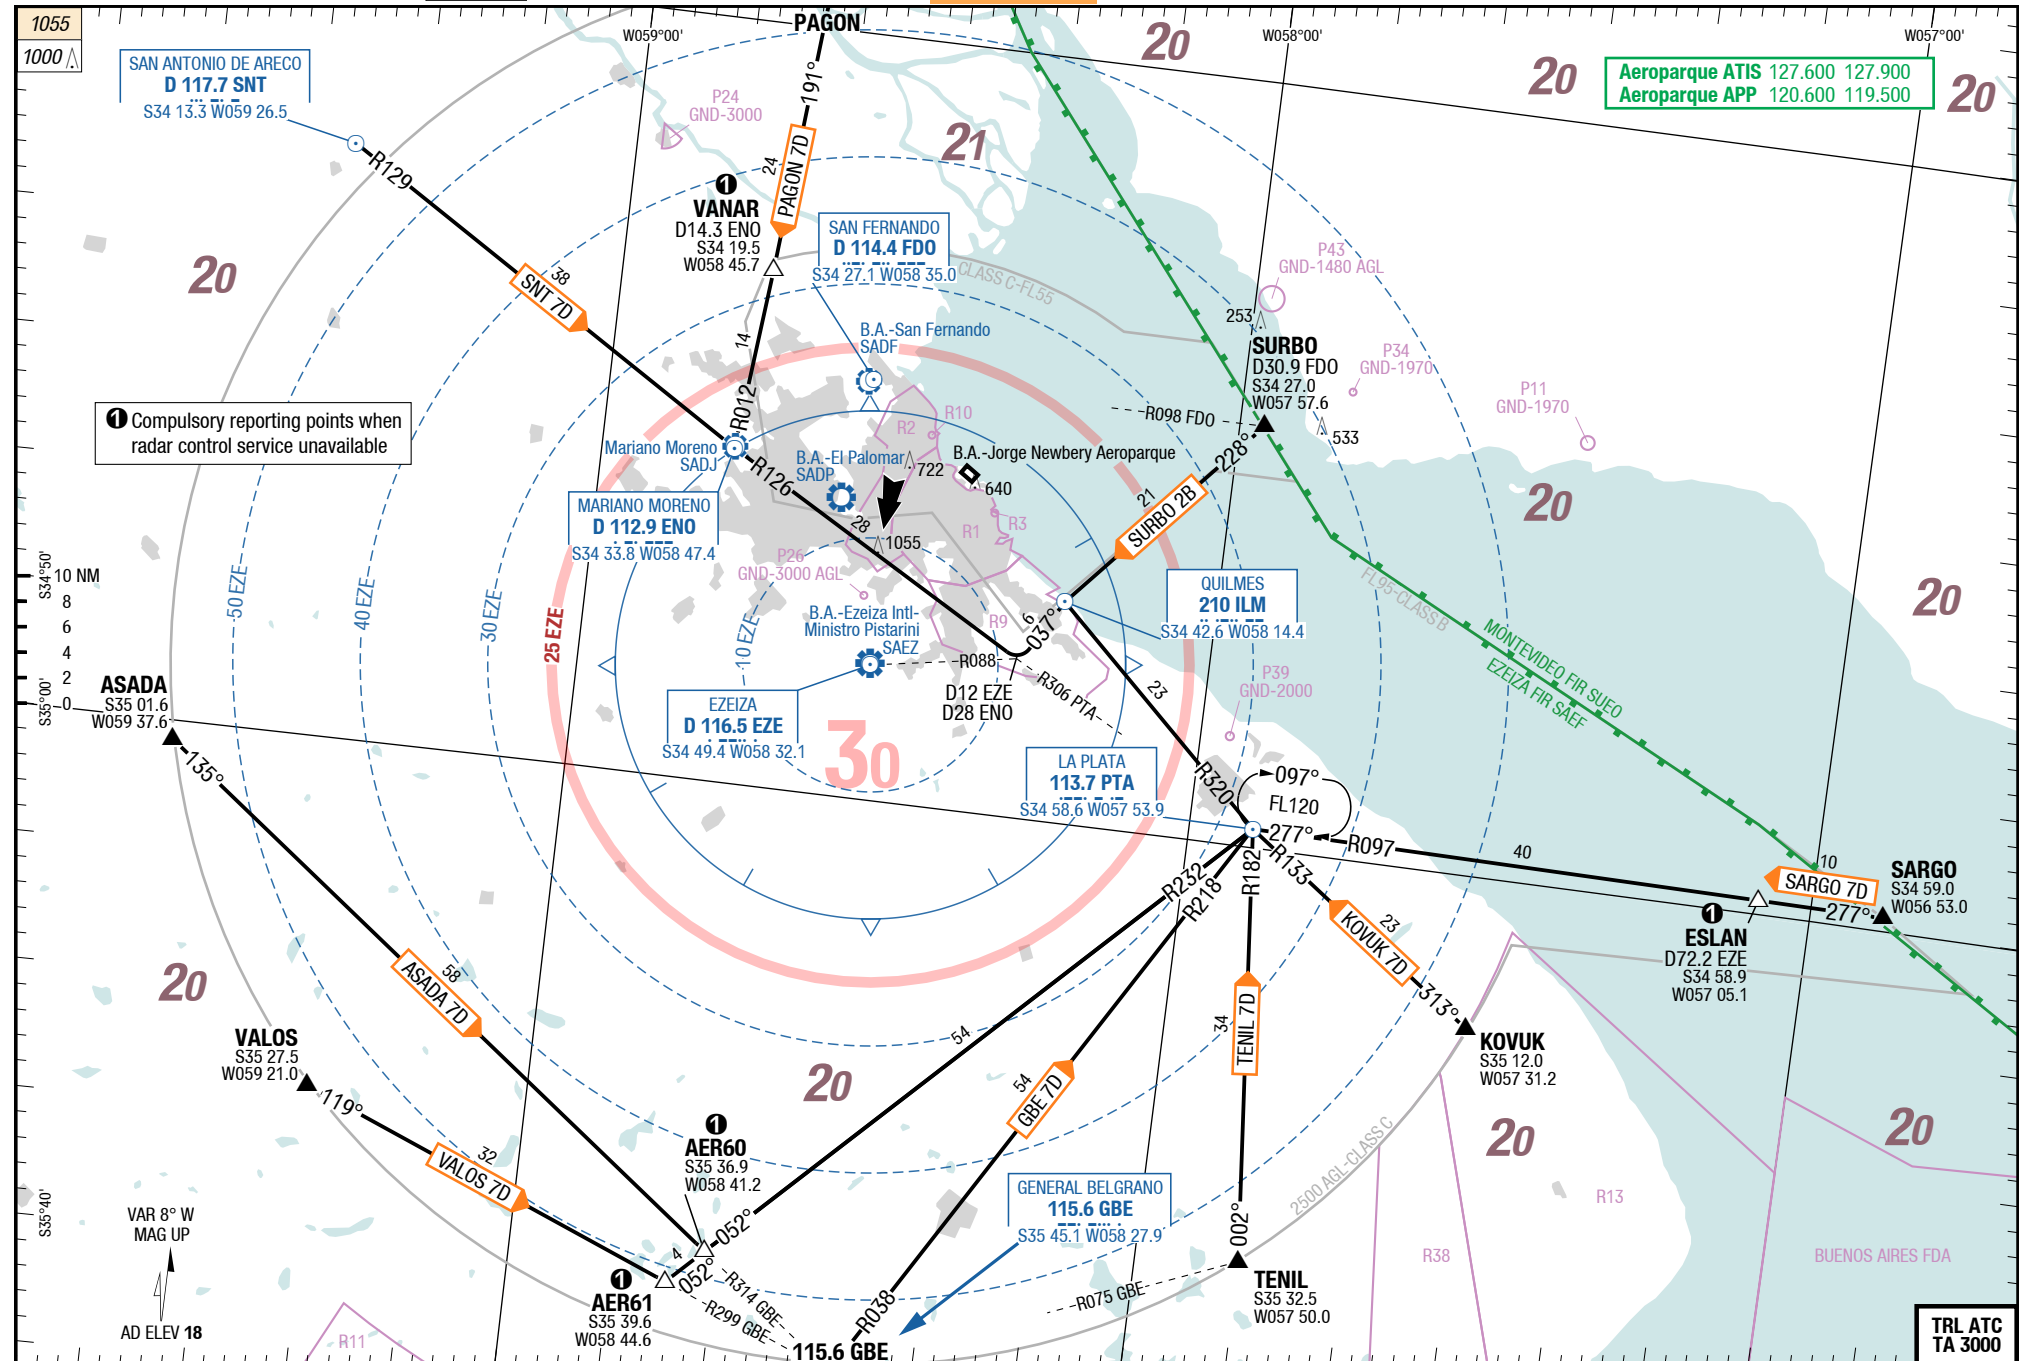 1055
1000
PAGON
W059°00'
W058°00'
W057°00'
SAN ANTONIO DE ARECO
D 117.7 SNT
S34 13.3 W059 26.5
Aeroparque ATIS 127.600 127.900
Aeroparque APP 120.600 119.500
20
20
20
21
20
P24
GND-3000
191°
24
PAGON 7D
R129
38
SNT 7D
1
VANAR
D14.3 ENO
S34 19.5
W058 45.7
SAN FERNANDO
D 114.4 FDO
S34 27.1 W058 35.0
CLASS C-FL55
P43
GND-1480 AGL
253
SURBO
D30.9 FDO
S34 27.0
W057 57.6
P34
GND-1970
P11
GND-1970
533
B.A.-San Fernando
SADF
14
R012
1 Compulsory reporting points when
radar control service unavailable
R10
R2
R098 FDO
228°
21
SURBO 2B
Mariano Moreno
SADJ
R126
B.A.-El Palomar
SADP
722
B.A.-Jorge Newbery Aeroparque
640
R3
R1
28
1055
20
MARIANO MORENO
D 112.9 ENO
S34 33.8 W058 47.4
P26
GND-3000 AGL
S34°50'
10 NM
8
6
4
2
0
S35°00'
50 EZE
40 EZE
30 EZE
25 EZE
10 EZE
B.A.-Ezeiza Intl-
Ministro Pistarini
SAEZ
R9
6
037°
QUILMES
210 ILM
S34 42.6 W058 14.4
FL95-CLASS B
MONTEVIDEO FIR SUEO
EZEIZA FIR SAEF
20
R088
D12 EZE
D28 ENO
R306 PTA
23
P39
GND-2000
ASADA
S35 01.6
W059 37.6
EZEIZA
D 116.5 EZE
S34 49.4 W058 32.1
30
LA PLATA
113.7 PTA
S34 58.6 W057 53.9
R320
097°
FL120
277°
R097
40
10
SARGO 7D
277°
SARGO
S34 59.0
W056 53.0
135°
R232
R218
R182
R133
23
KOVUK 7D
313°
1
ESLAN
D72.2 EZE
S34 58.9
W057 05.1
20
58
ASADA 7D
54
34
TENIL 7D
KOVUK
S35 12.0
W057 31.2
VALOS
S35 27.5
W059 21.0
119°
20
54
GBE 7D
20
20
32
VALOS 7D
1
AER60
S35 36.9
W058 41.2
2500 AGL-CLASS C
GENERAL BELGRANO
115.6 GBE
S35 45.1 W058 27.9
R13
S35°40'
VAR 8° W
MAG UP
AD ELEV 18
052°
4
052°
002°
R38
BUENOS AIRES FDA
1
AER61
S35 39.6
W058 44.6
R314 GBE
R299 GBE
R038
R075 GBE
TENIL
S35 32.5
W057 50.0
R11
115.6 GBE
TRL ATC
TA 3000